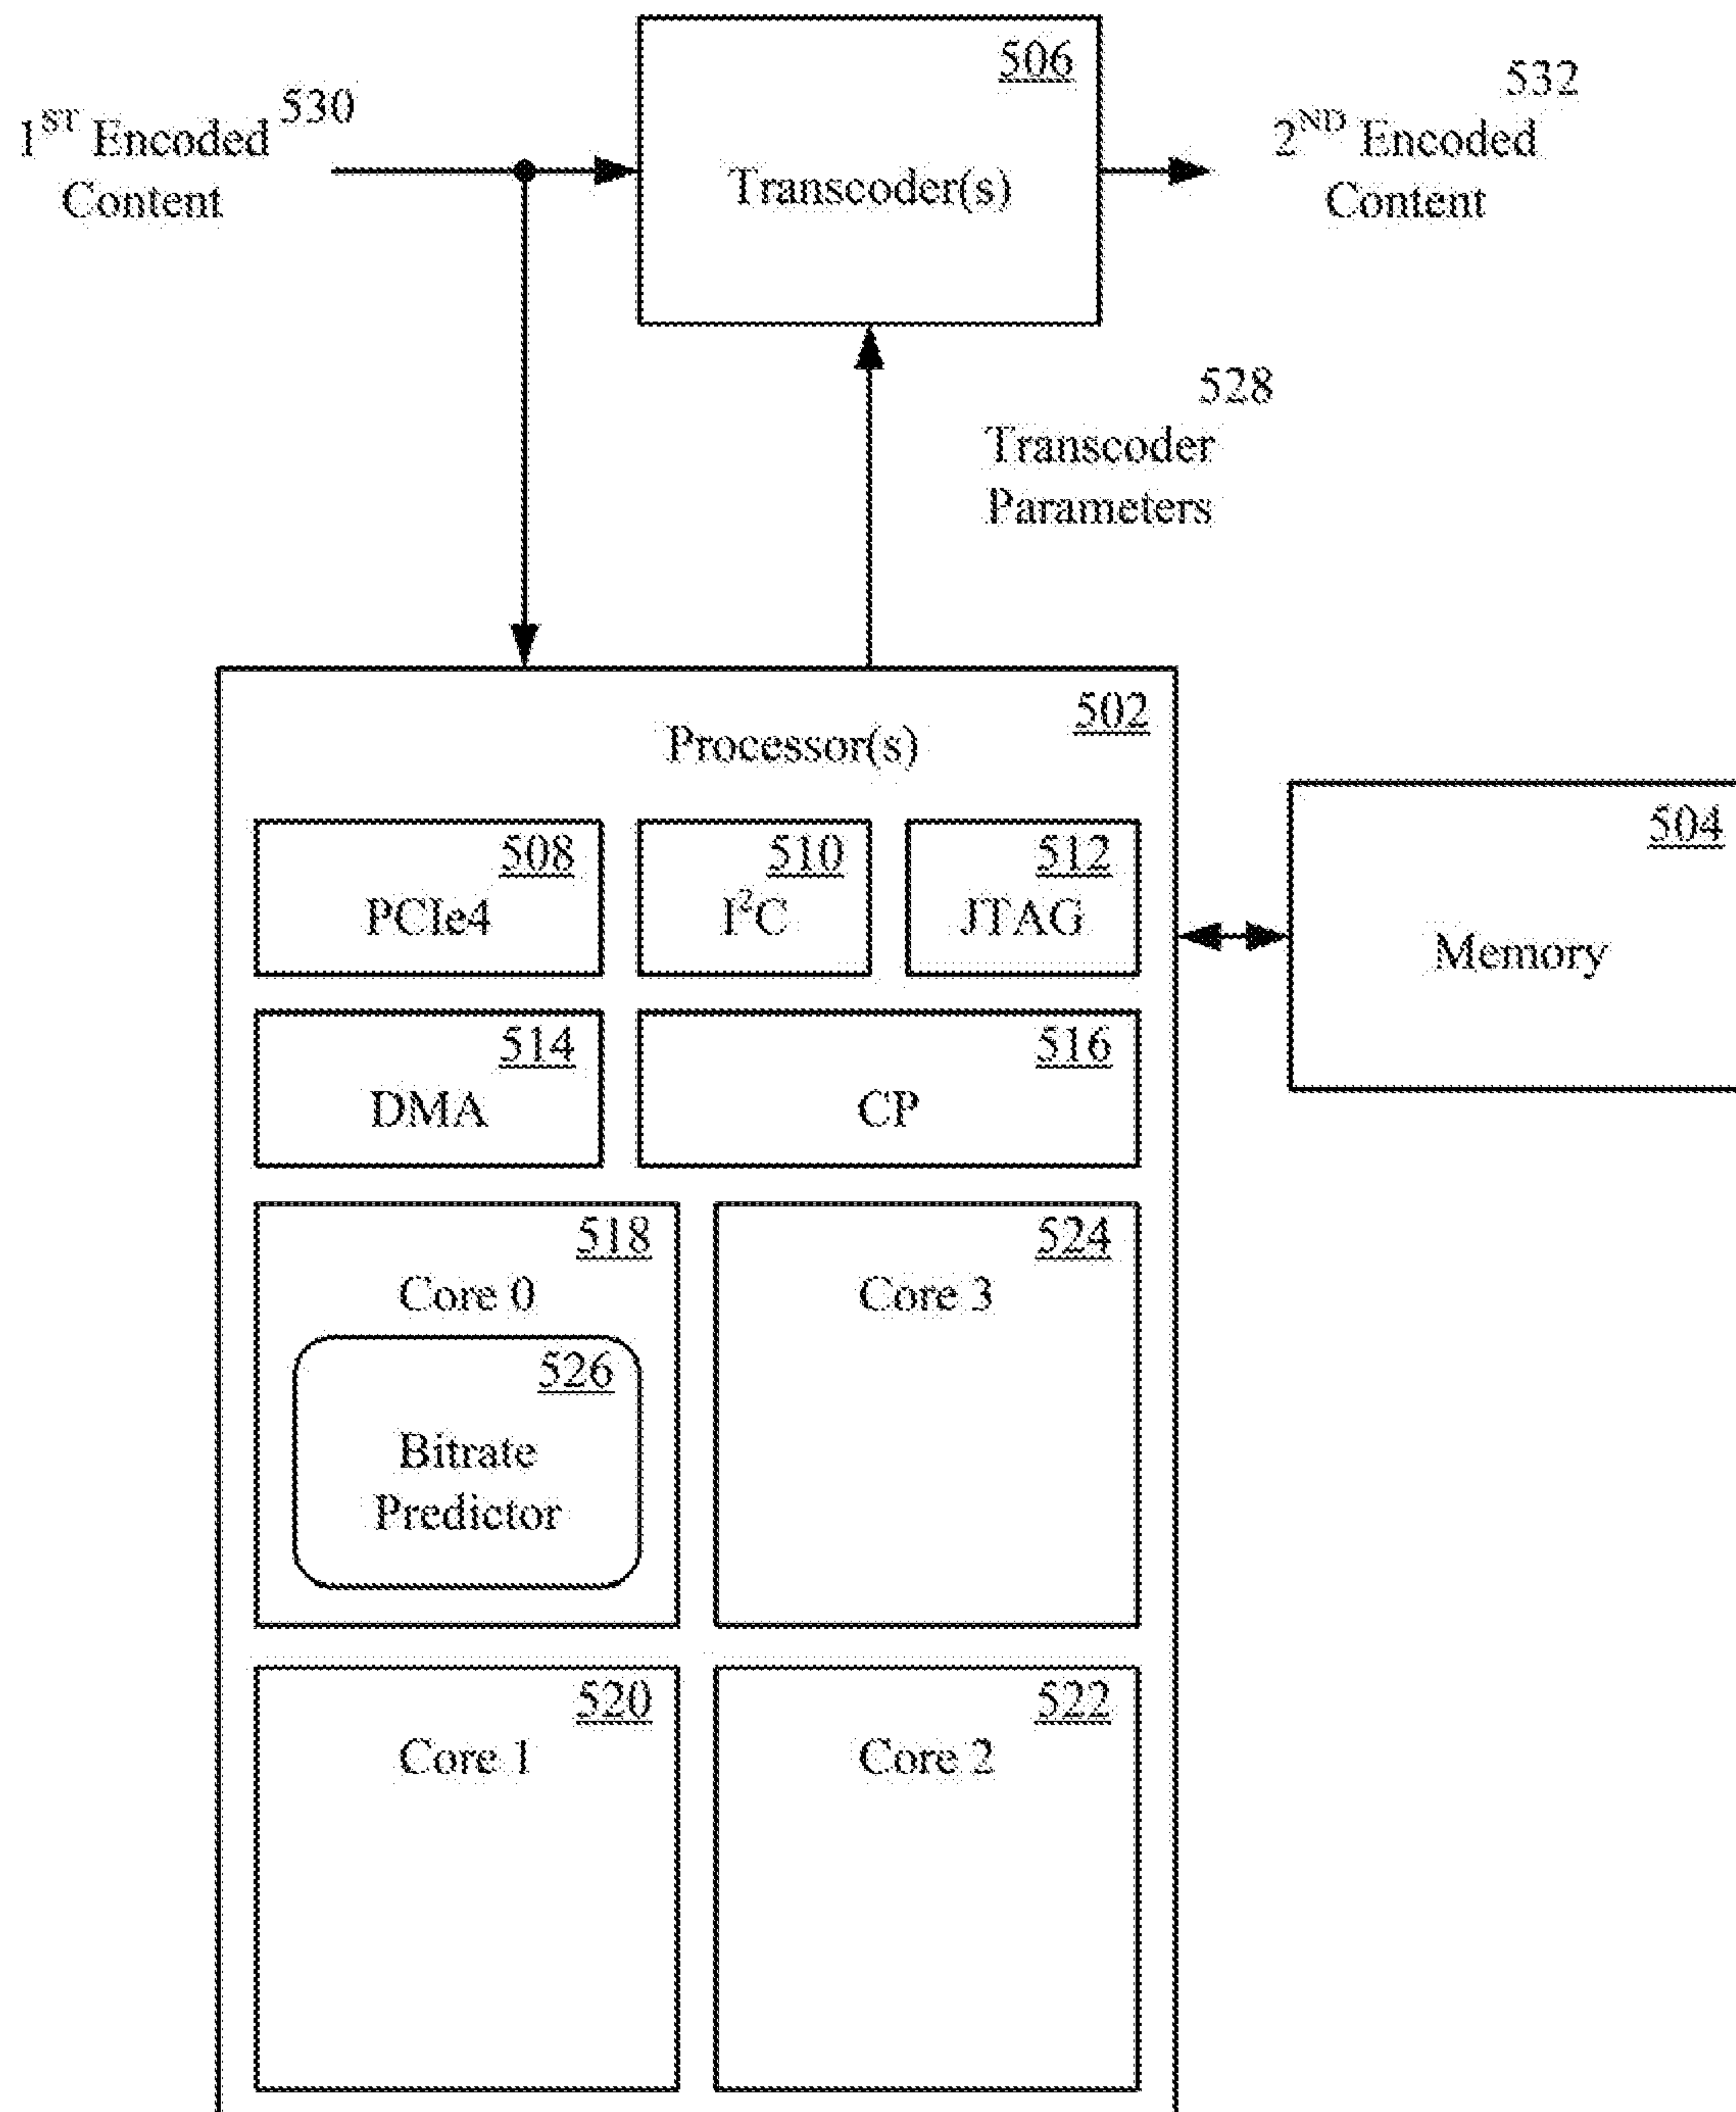 506
530
532
1ST Encoded
Content
Transcoder(s)
2ND Encoded
Content
528
Transcoder
Parameters
502
Processor(s)
508
PCIe4
510
I2C
512
JTAG
504
Memory
514
DMA
516
CP
518
Core 0
526
Bitrate
Predictor
524
Core 3
520
Core 1
522
Core 2